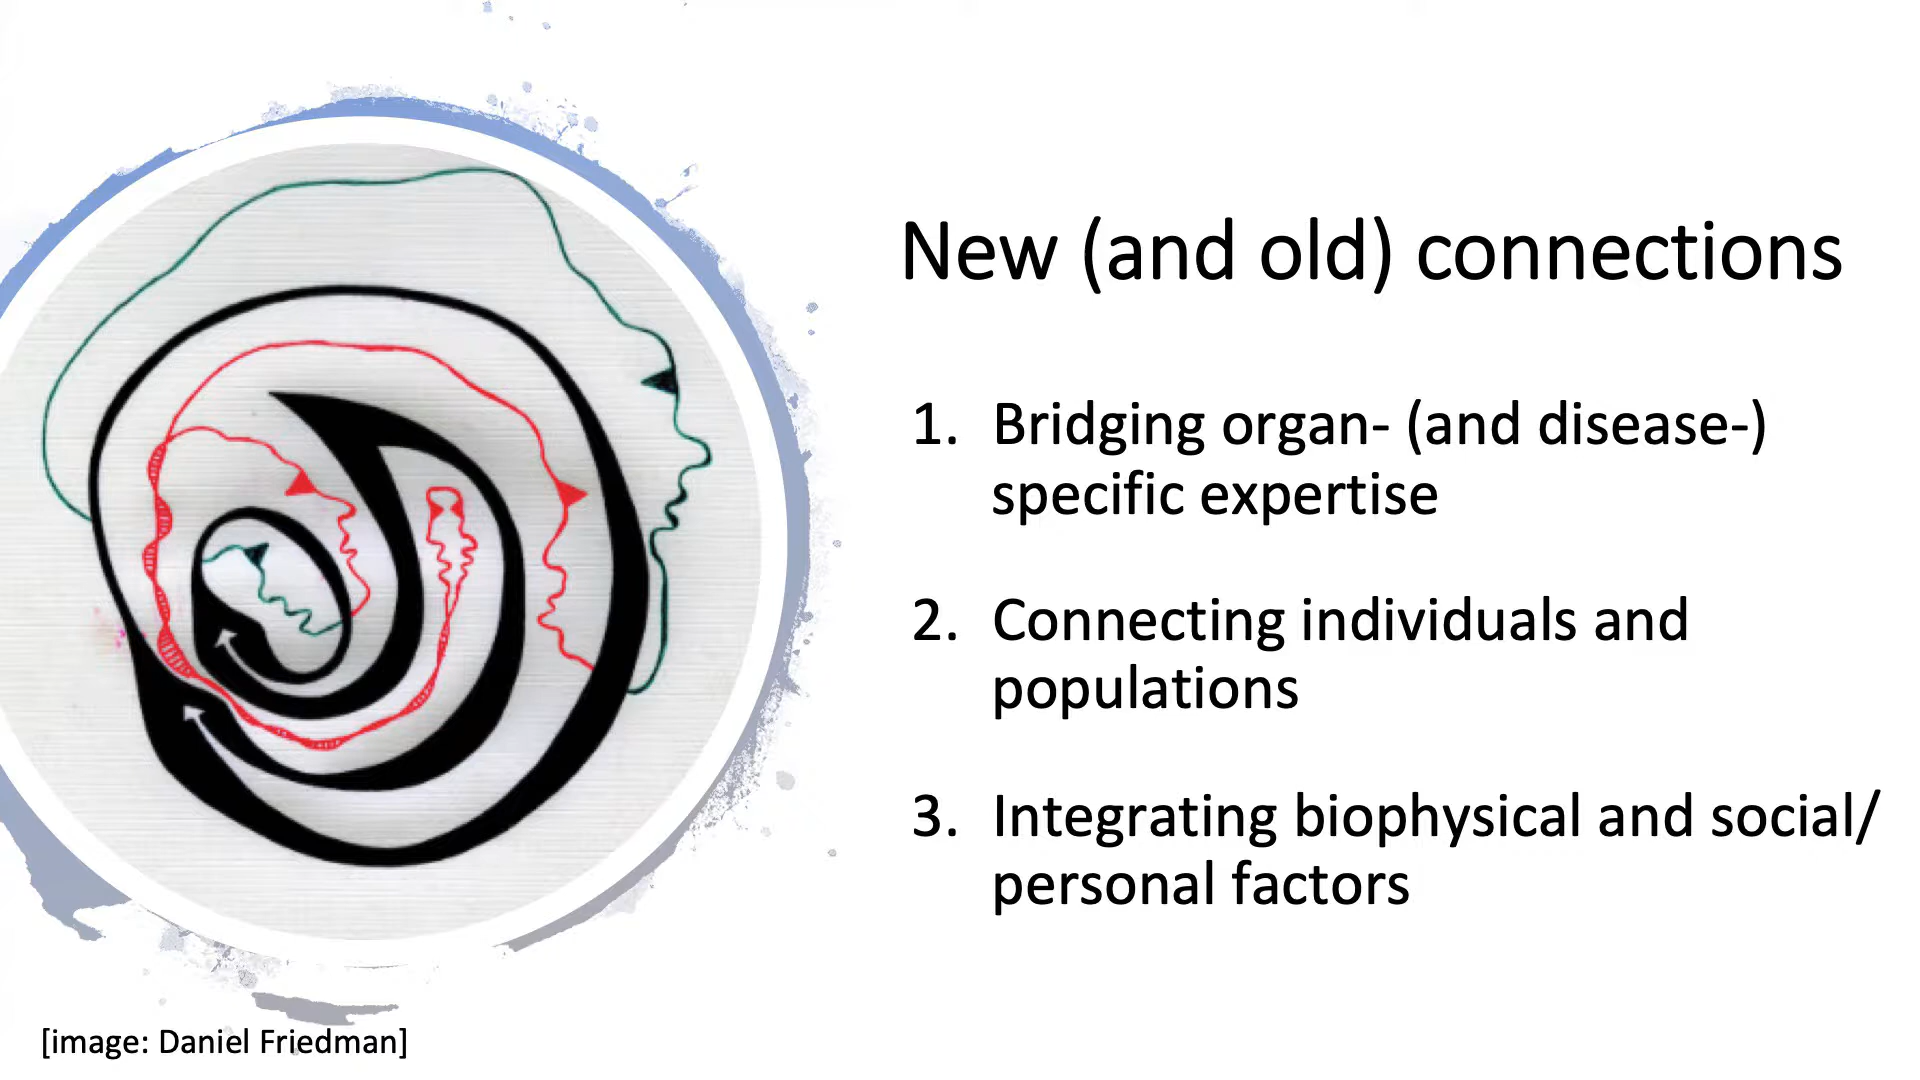 New (and old) connections
1. Bridging organ- (and disease-)
specific expertise
2. Connecting individuals and
populations
3. Integrating biophysical and social/
personal factors
[image: Daniel Friedman]